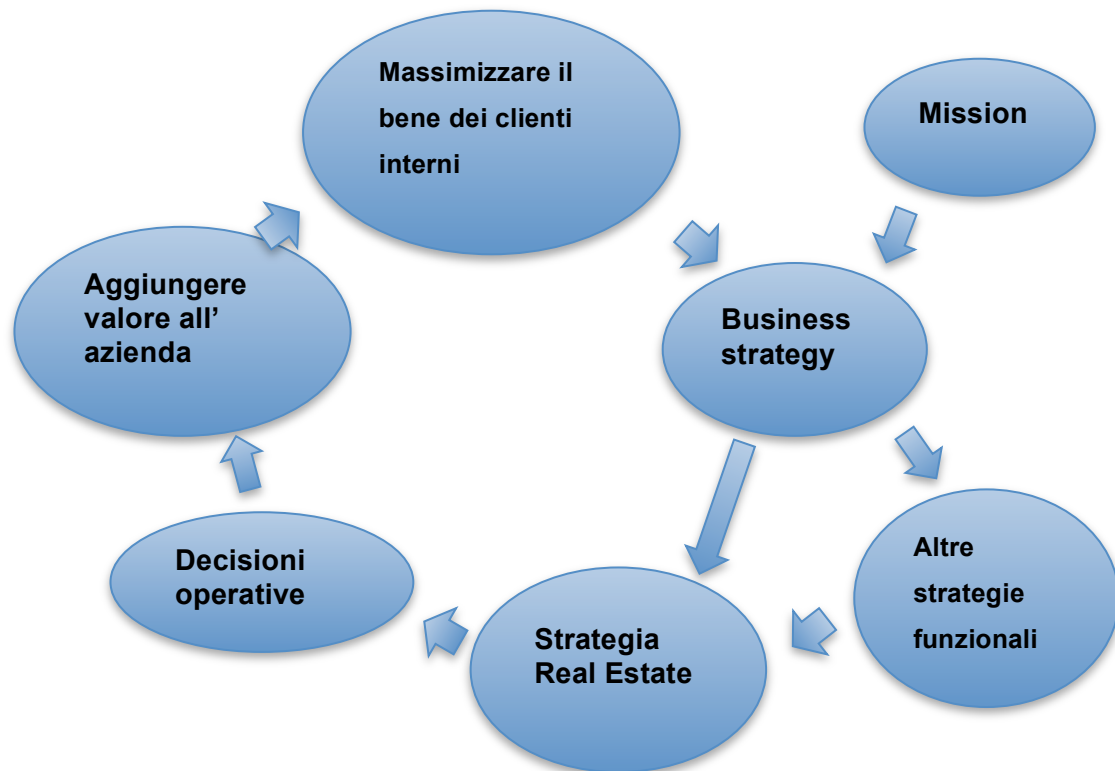 Massimizzare il
bene dei clienti
interni
Mission
Aggiungere
valore all'
azienda
Business
strategy
Decisioni
operative
Altre
strategie
funzionali
Strategia
Real Estate